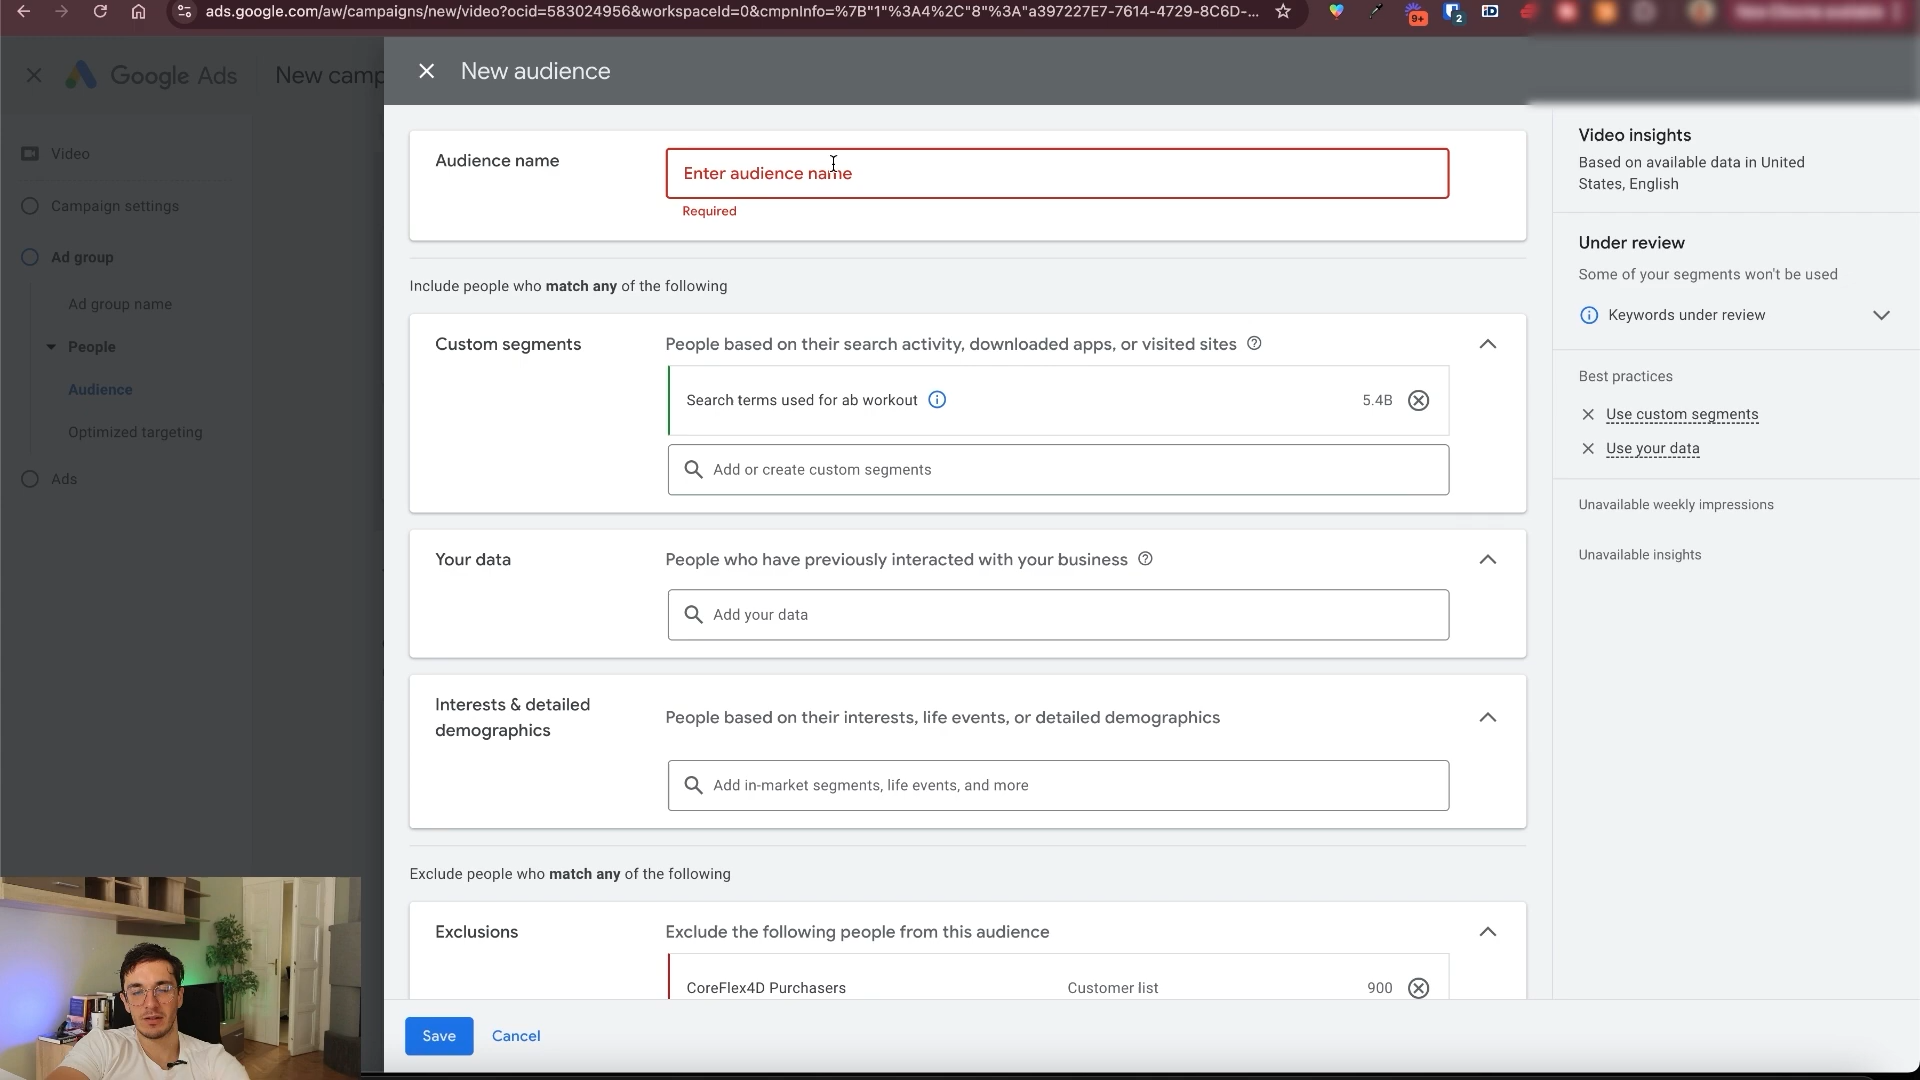 ads.google.com/aw/campaigns/new/video?ocid=583024956&workspaceId=0&cmpnInfo=%7B"1"%3A4%2C"8"%3A"a397227E7-7614-4729-8C6D-...
9+
2
Google Ads
New camp
New audience
Video
Campaign settings
Ad group
Ad group name
People
Audience
Optimized targeting
Ads
Audience name
Enter audience name
Required
Include people who match any of the following
Custom segments
People based on their search activity, downloaded apps, or visited sites
Search terms used for ab workout
5.4B
Add or create custom segments
Your data
People who have previously interacted with your business
Add your data
Interests & detailed
demographics
People based on their interests, life events, or detailed demographics
Add in-market segments, life events, and more
Exclude people who match any of the following
Exclusions
Exclude the following people from this audience
CoreFlex4D Purchasers
Customer list
900
Save
Cancel
Video insights
Based on available data in United
States, English
Under review
Some of your segments won't be used
Keywords under review
Best practices
Use custom segments
Use your data
Unavailable weekly impressions
Unavailable insights